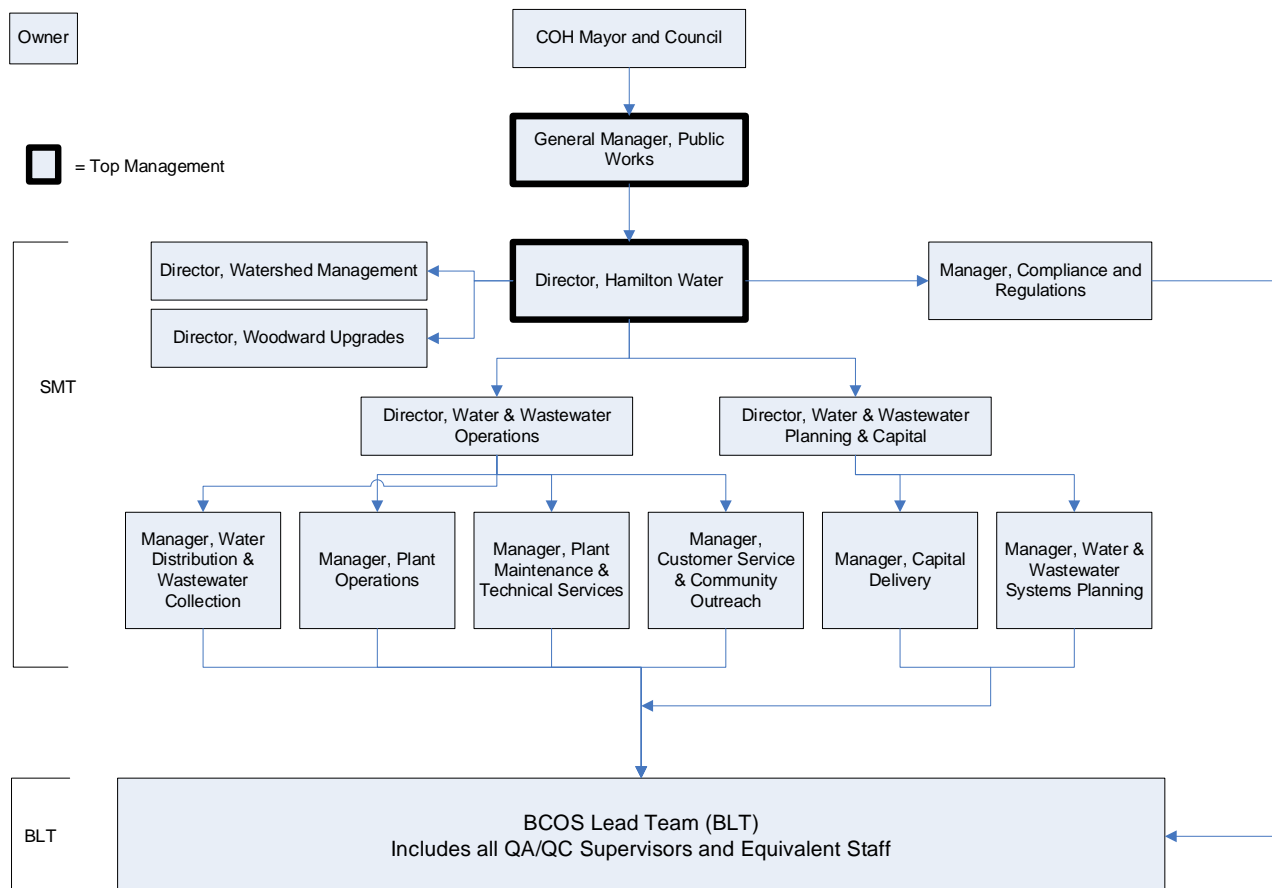 Owner
COH Mayor and Council
General Manager, Public
Works
= Top Management
SMT
Director, Watershed Management
Director, Hamilton Water
Manager, Compliance and
Regulations
Director, Woodward Upgrades
Director, Water & Wastewater
Operations
Director, Water & Wastewater
Planning & Capital
Manager, Water
Distribution &
Wastewater
Collection
Manager, Plant
Operations
Manager, Plant
Maintenance &
Technical Services
Manager,
Customer Service
& Community
Outreach
Manager, Capital
Delivery
Manager, Water &
Wastewater
Systems Planning
BLT
BCOS Lead Team (BLT)
Includes all QA/QC Supervisors and Equivalent Staff